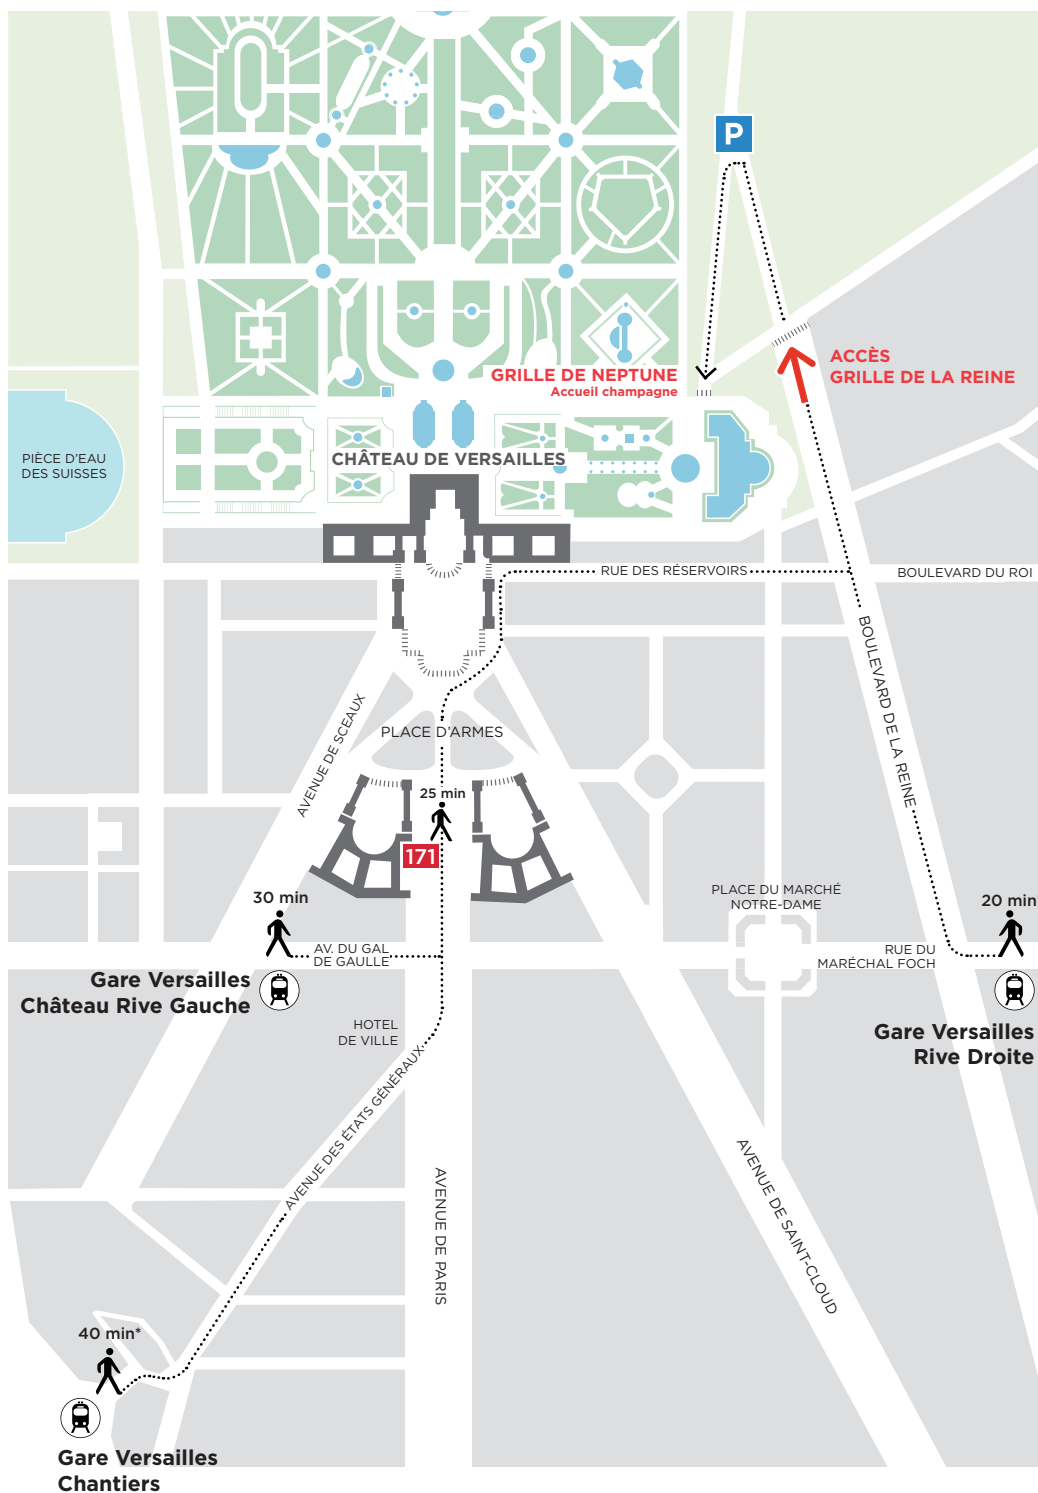 P
ACCÈS
GRILLE DE LA REINE
GRILLE DE NEPTUNE
Accueil champagne
PIÈCE D'EAU
DES SUISSES
CHÂTEAU DE VERSAILLES
RUE DES RÉSERVOIRS
BOULEVARD DU ROI
BOULEVARD DE LA REINE
AVENUE DE SCEAUX
PLACE D'ARMES
25 min
171
30 min
PLACE DU MARCHÉ
NOTRE-DAME
20 min
AV. DU GAL
DE GAULLE
RUE DU
MARÉCHAL FOCH
Gare Versailles
Château Rive Gauche
HOTEL
DE VILLE
Gare Versailles
Rive Droite
AVENUE DES ÉTATS GÉNÉRAUX
AVENUE DE PARIS
AVENUE DE SAINT-CLOUD
40 min*
Gare Versailles
Chantiers